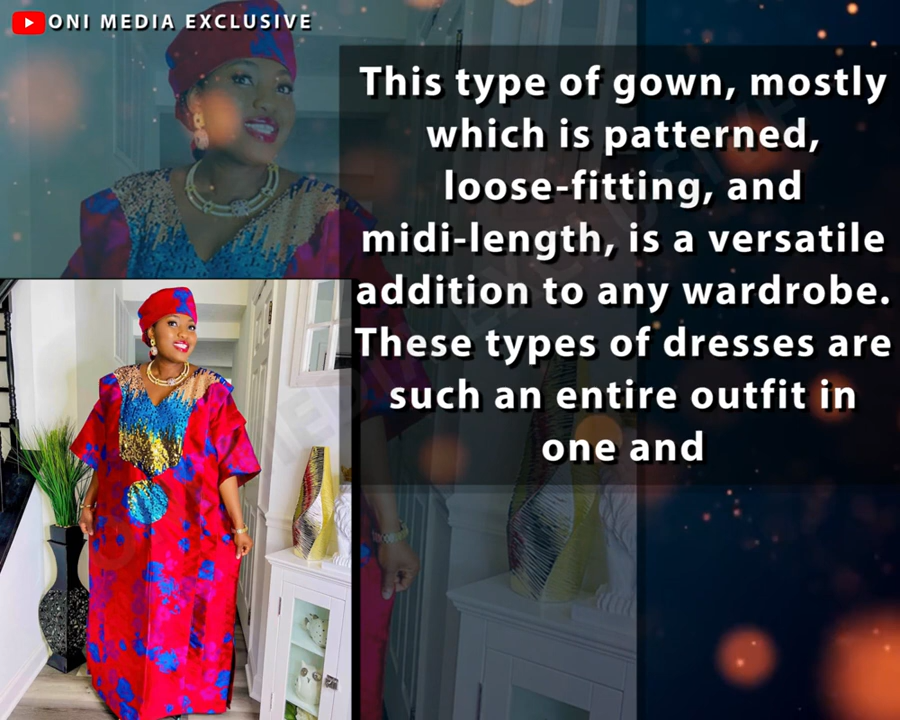 ONI MEDIA EXCLUSIVE
This type of gown, mostly
which is patterned,
loose-fitting, and
midi-length, is a versatile
addition to any wardrobe.
These types of dresses are
such an entire outfit in
one and